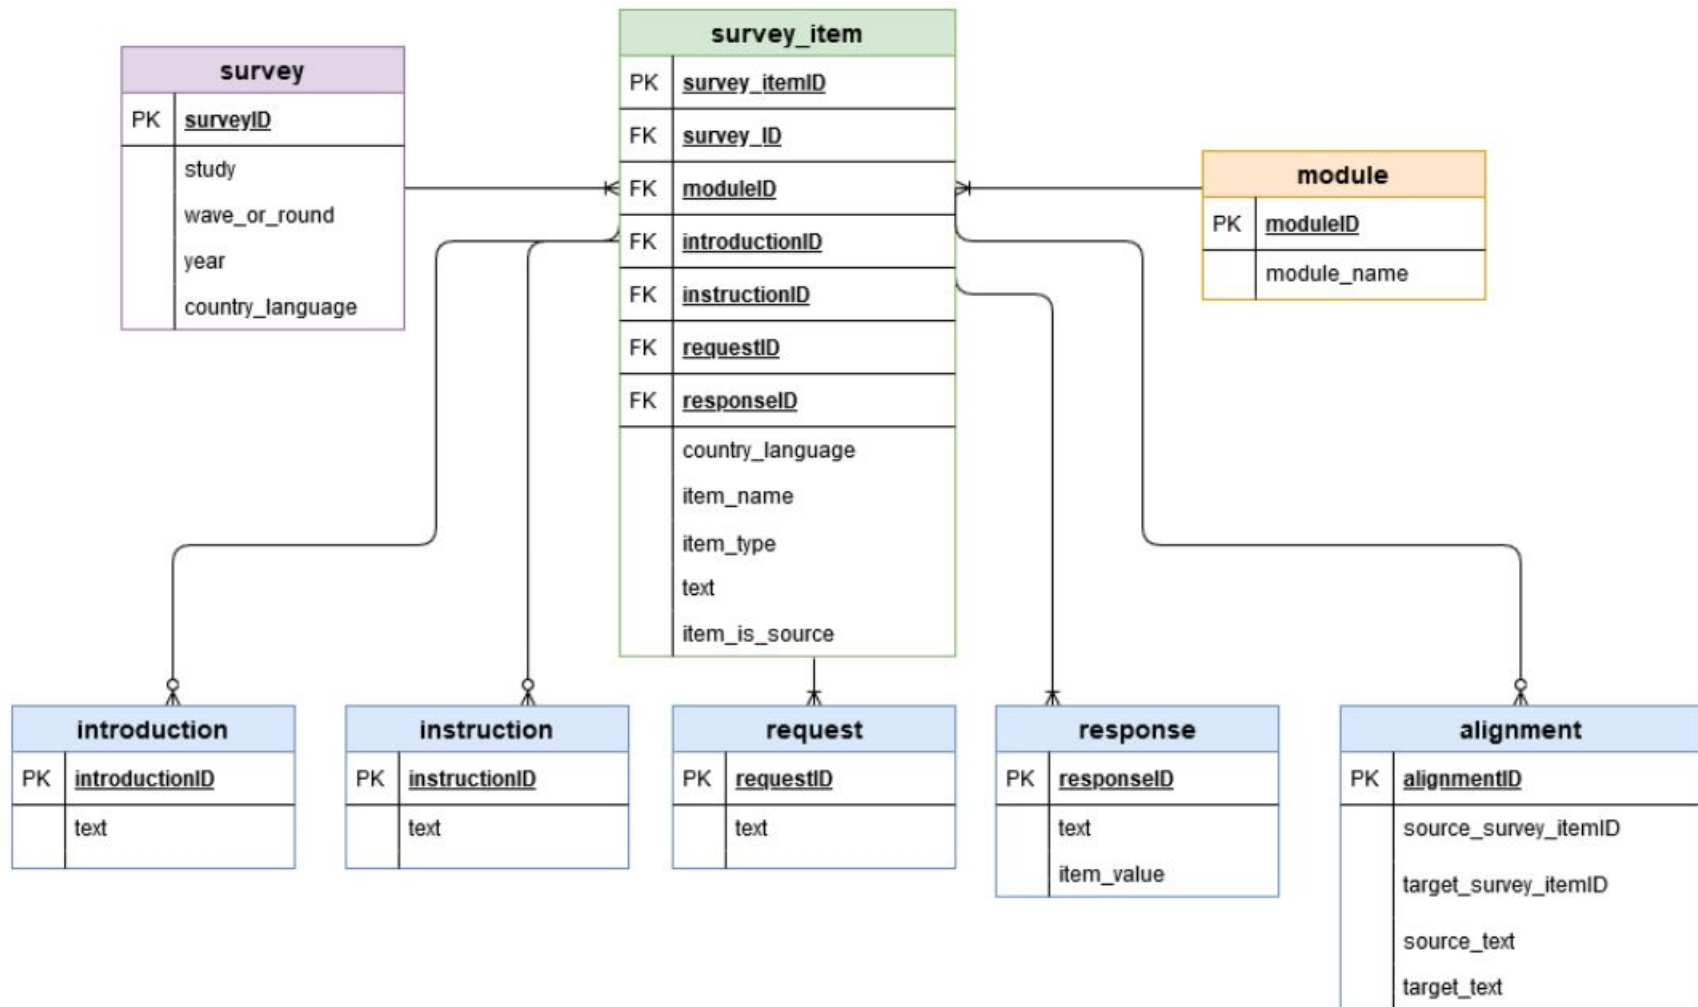 survey
PK surveyID
study
wave_or_round
year
country_language
survey_item
PK survey_itemID
FK survey_ID
FK moduleID
FK introductionID
FK instructionID
FK requestID
FK responseID
country_language
item_name
item_type
text
item_is_source
module
PK moduleID
module_name
introduction
PK introductionID
text
instruction
PK instructionID
text
request
PK requestID
text
response
PK responseID
text
item_value
alignment
PK alignmentID
source_survey_itemID
target_survey_itemID
source_text
target_text